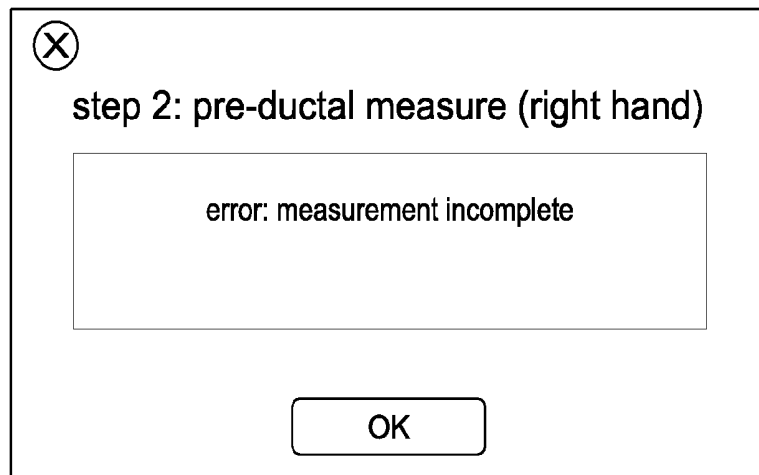 step 2: pre-ductal measure (right hand)
error: measurement incomplete
OK